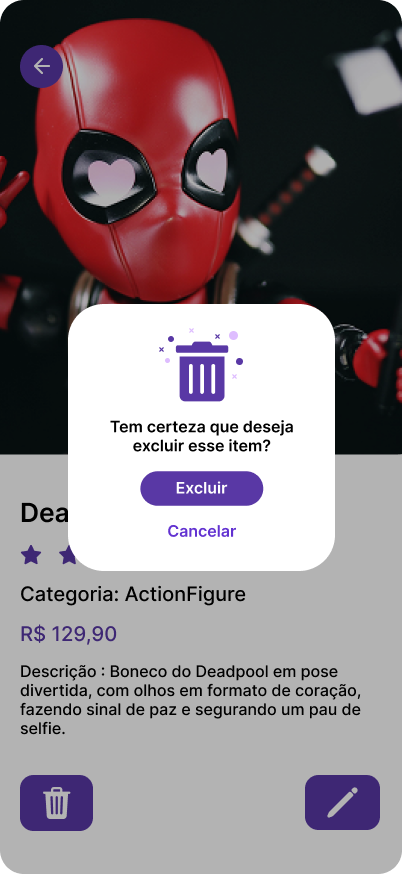 Tem certeza que deseja
excluir esse item?
Excluir
Cancelar
Dea
Categoria: ActionFigure
R$ 129,90
Descrição : Boneco do Deadpool em pose
divertida, com olhos em formato de coração,
fazendo sinal de paz e segurando um pau de
selfie.